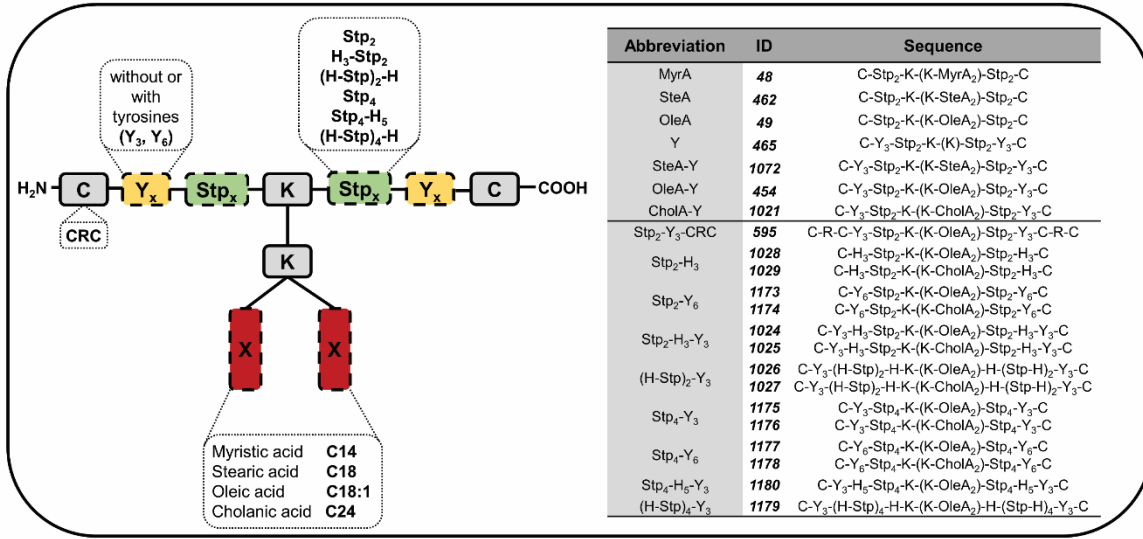 Stp₂
H₃-Stp₂
(H-Stp)₂-H
Stp₄
Stp₄-H₅
(H-Stp)₄-H
without or
with
tyrosines
(Y₃, Y₆)
H₂N C Yₓ Stpₓ K Stpₓ Yₓ C COOH
CRC
K
X X
Myristic acid C14
Stearic acid C18
Oleic acid C18:1
Cholanic acid C24
Abbreviation ID Sequence
MyrA 48 C-Stp₂-K-(K-MyrA₂)-Stp₂-C
SteA 462 C-Stp₂-K-(K-SteA₂)-Stp₂-C
OleA 49 C-Stp₂-K-(K-OleA₂)-Stp₂-C
Y 465 C-Y₃-Stp₂-K-(K)-Stp₂-Y₃-C
SteA-Y 1072 C-Y₃-Stp₂-K-(K-SteA₂)-Stp₂-Y₃-C
OleA-Y 454 C-Y₃-Stp₂-K-(K-OleA₂)-Stp₂-Y₃-C
CholA-Y 1021 C-Y₃-Stp₂-K-(K-CholA₂)-Stp₂-Y₃-C
Stp₂-Y₃-CRC 595 C-R-C-Y₃-Stp₂-K-(K-OleA₂)-Stp₂-Y₃-C-R-C
Stp₂-H₃ 1028 C-H₃-Stp₂-K-(K-OleA₂)-Stp₂-H₃-C
1029 C-H₃-Stp₂-K-(K-CholA₂)-Stp₂-H₃-C
Stp₂-Y₆ 1173 C-Y₆-Stp₂-K-(K-OleA₂)-Stp₂-Y₆-C
1174 C-Y₆-Stp₂-K-(K-CholA₂)-Stp₂-Y₆-C
Stp₂-H₃-Y₃ 1024 C-Y₃-H₃-Stp₂-K-(K-OleA₂)-Stp₂-H₃-Y₃-C
1025 C-Y₃-H₃-Stp₂-K-(K-CholA₂)-Stp₂-H₃-Y₃-C
(H-Stp)₂-Y₃ 1026 C-Y₃-(H-Stp)₂-H-K-(K-OleA₂)-H-(Stp-H)₂-Y₃-C
1027 C-Y₃-(H-Stp)₂-H-K-(K-CholA₂)-H-(Stp-H)₂-Y₃-C
Stp₄-Y₃ 1175 C-Y₃-Stp₄-K-(K-OleA₂)-Stp₄-Y₃-C
1176 C-Y₃-Stp₄-K-(K-CholA₂)-Stp₄-Y₃-C
Stp₄-Y₆ 1177 C-Y₆-Stp₄-K-(K-OleA₂)-Stp₄-Y₆-C
1178 C-Y₆-Stp₄-K-(K-CholA₂)-Stp₄-Y₆-C
Stp₄-H₅-Y₃ 1180 C-Y₃-H₅-Stp₄-K-(K-OleA₂)-Stp₄-H₅-Y₃-C
(H-Stp)₄-Y₃ 1179 C-Y₃-(H-Stp)₄-H-K-(K-OleA₂)-H-(Stp-H)₄-Y₃-C